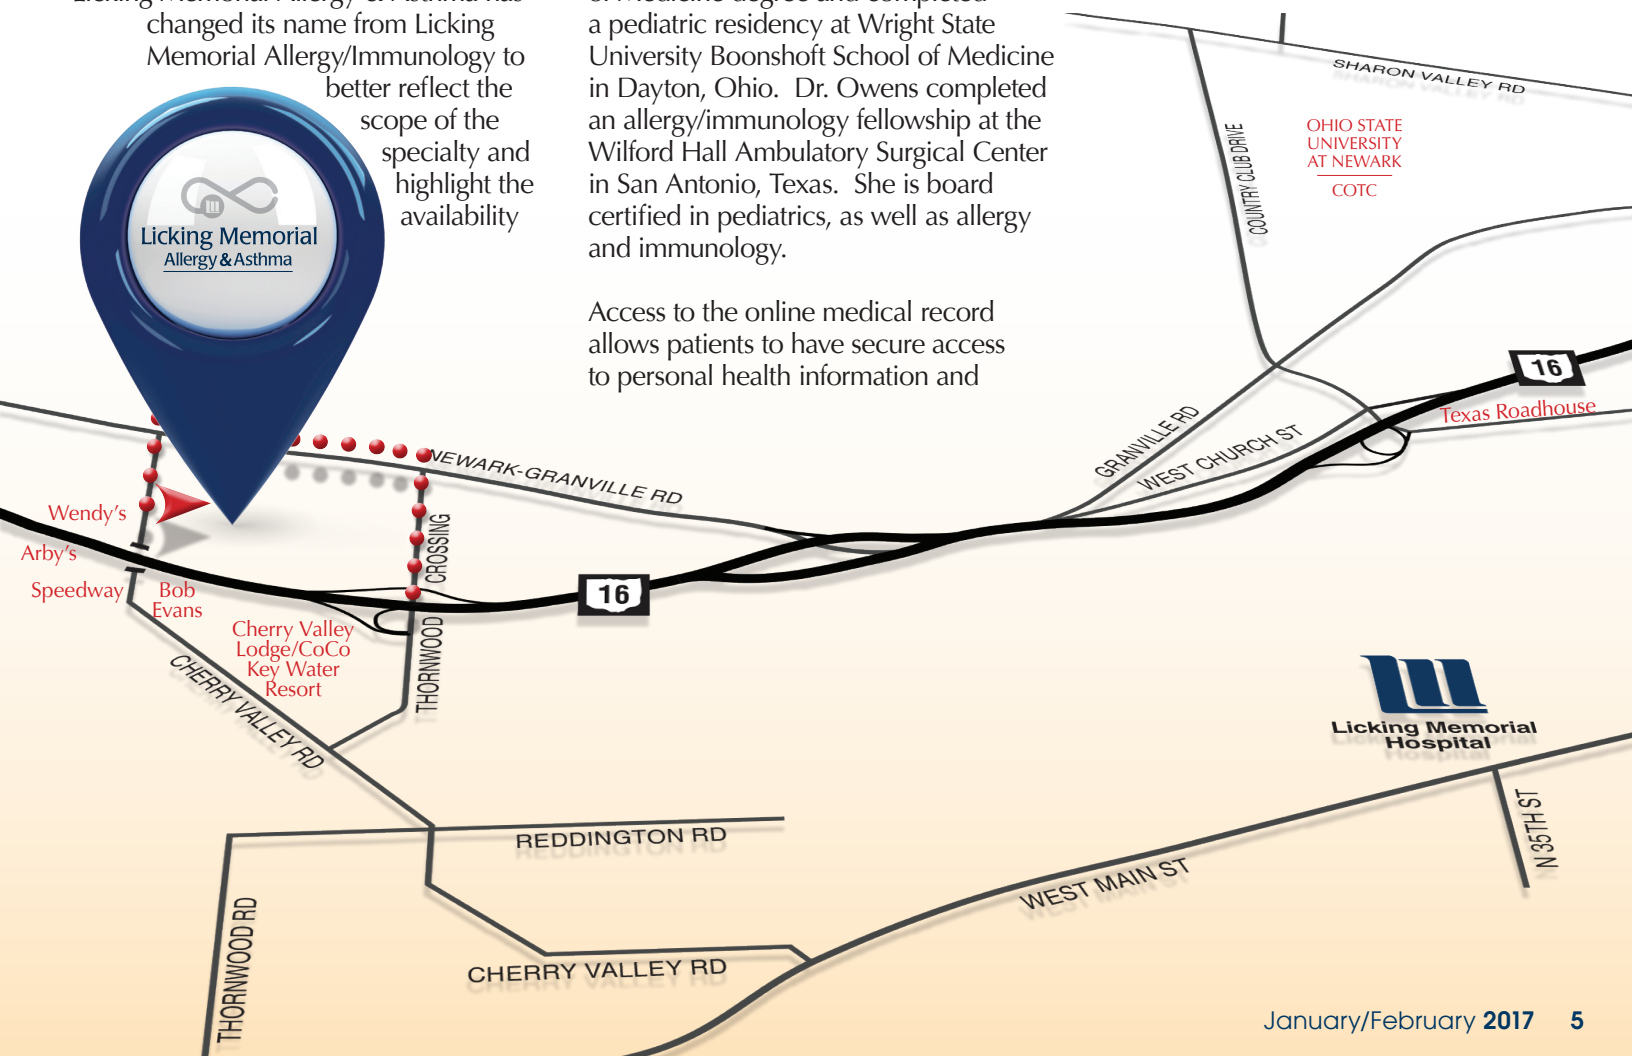 changed its name from Licking
Memorial Allergy/Immunology to
better reflect the
scope of the
specialty and
highlight the
availability
Licking Memorial
Allergy & Asthma
of Medicine degree and completed
a pediatric residency at Wright State
University Boonshoft School of Medicine
in Dayton, Ohio.  Dr. Owens completed
an allergy/immunology fellowship at the
Wilford Hall Ambulatory Surgical Center
in San Antonio, Texas.  She is board
certified in pediatrics, as well as allergy
and immunology.
Access to the online medical record
allows patients to have secure access
to personal health information and
SHARON VALLEY RD
COUNTRY CLUB DRIVE
OHIO STATE
UNIVERSITY
AT NEWARK
COTC
16
Texas Roadhouse
GRANVILLE RD
WEST CHURCH ST
NEWARK-GRANVILLE RD
Wendy's
Arby's
Speedway
Bob
Evans
THORNWOOD CROSSING
16
Cherry Valley
Lodge/CoCo
Key Water
Resort
CHERRY VALLEY RD
Licking Memorial
Hospital
REDDINGTON RD
N 35TH ST
WEST MAIN ST
THORNWOOD RD
CHERRY VALLEY RD
January/February 2017 5